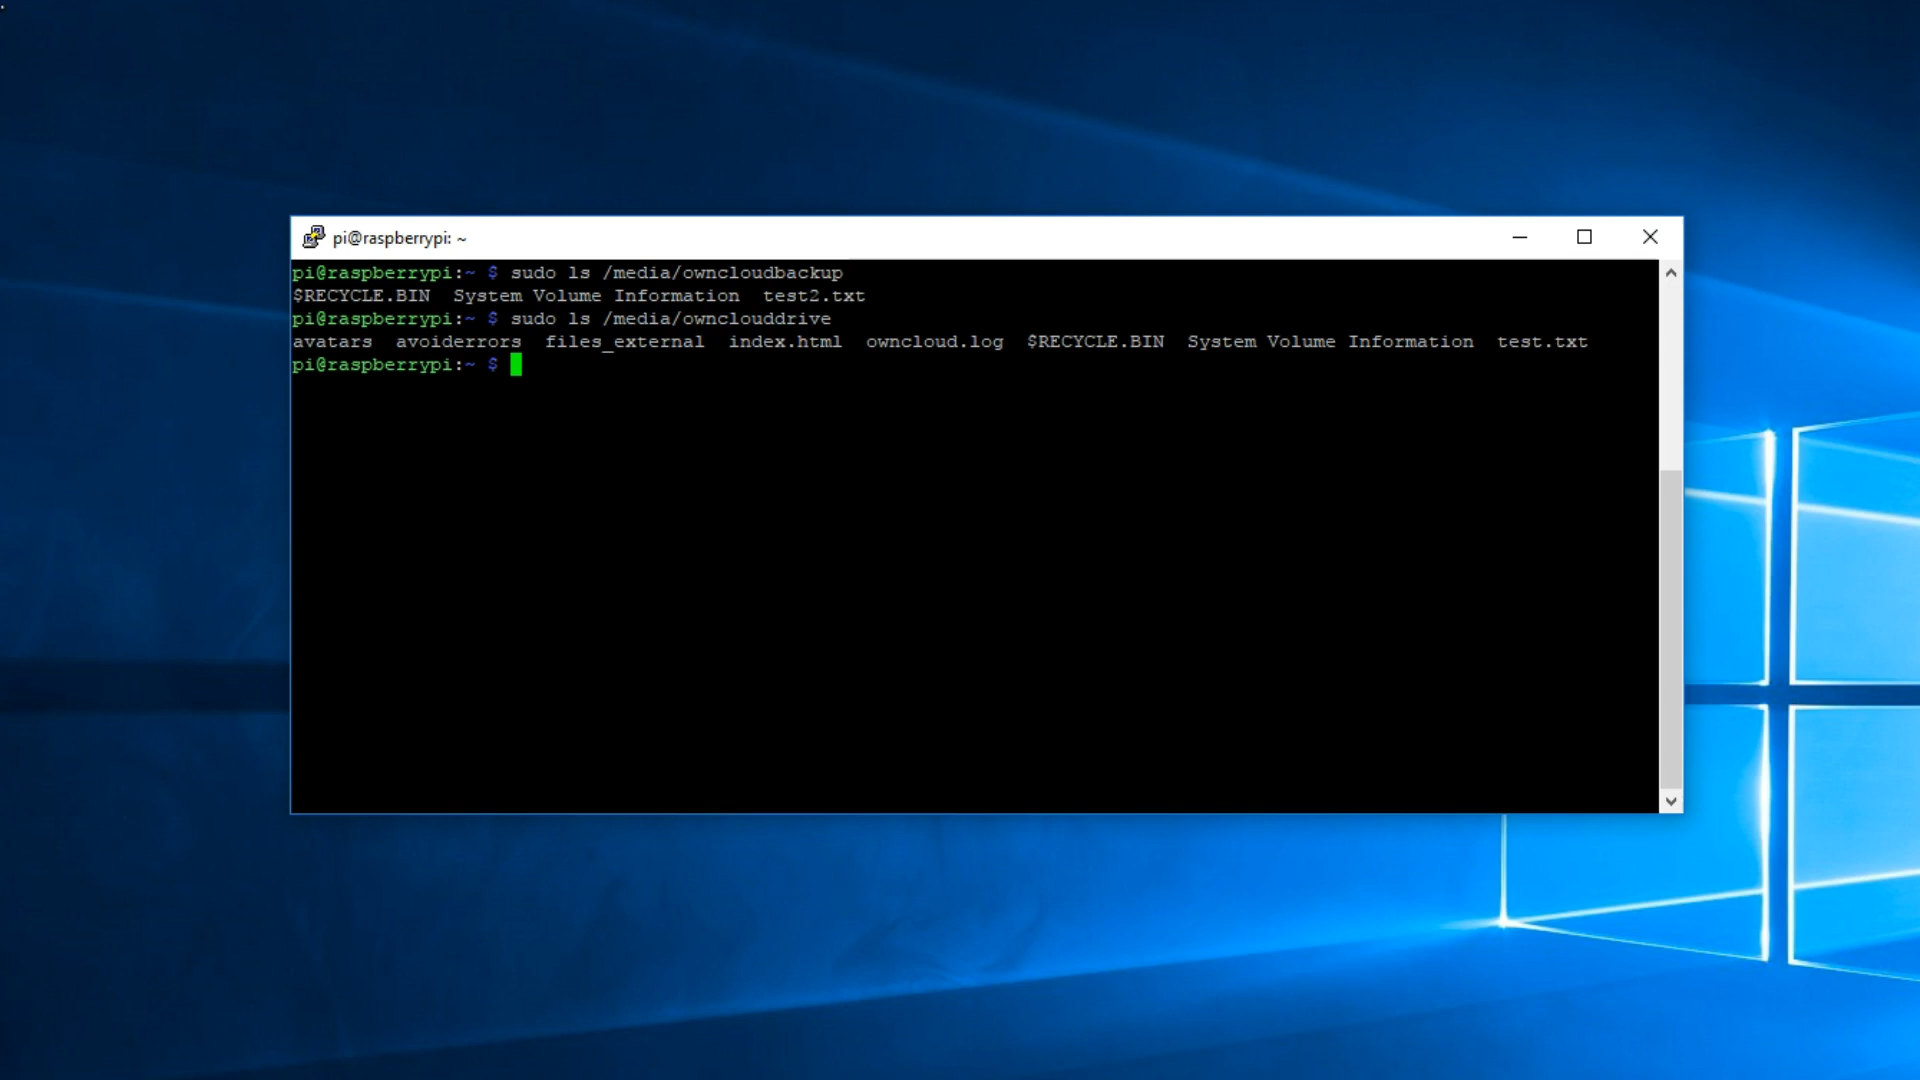 pi@raspberrypi: ~
pi@raspberrypi:~ $ sudo ls /media/owncloudbackup
$RECYCLE.BIN  System Volume Information  test2.txt
pi@raspberrypi:~ $ sudo ls /media/ownclouddrive
avatars  avoiderrors  files_external  index.html  owncloud.log  $RECYCLE.BIN  System Volume Information  test.txt
pi@raspberrypi:~ $